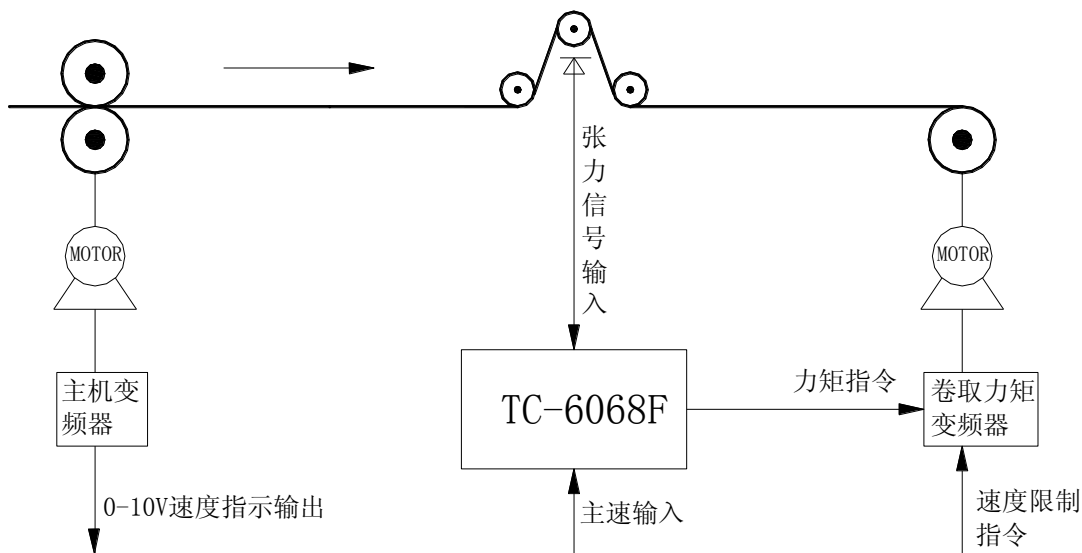 张力信号输入
MOTOR
MOTOR
主机变
频器
TC-6068F
力矩指令
卷取力矩
变频器
0-10V速度指示输出
主速输入
速度限制
指令